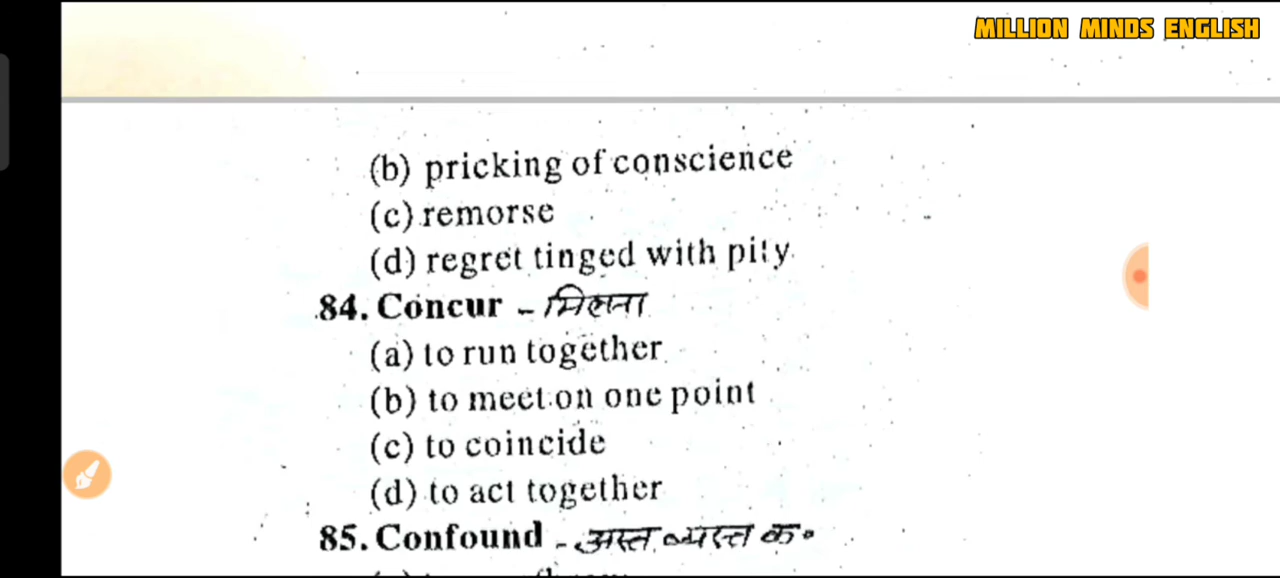 MILLION MINDS ENGLISH
(b) pricking of conscience
(c) remorse
(d) regret tinged with pity
84. Concur - मिलना
(a) to run together
(b) to meet on one point
(c) to coincide
(d) to act together
85. Confound - अस्त व्यस्त क॰